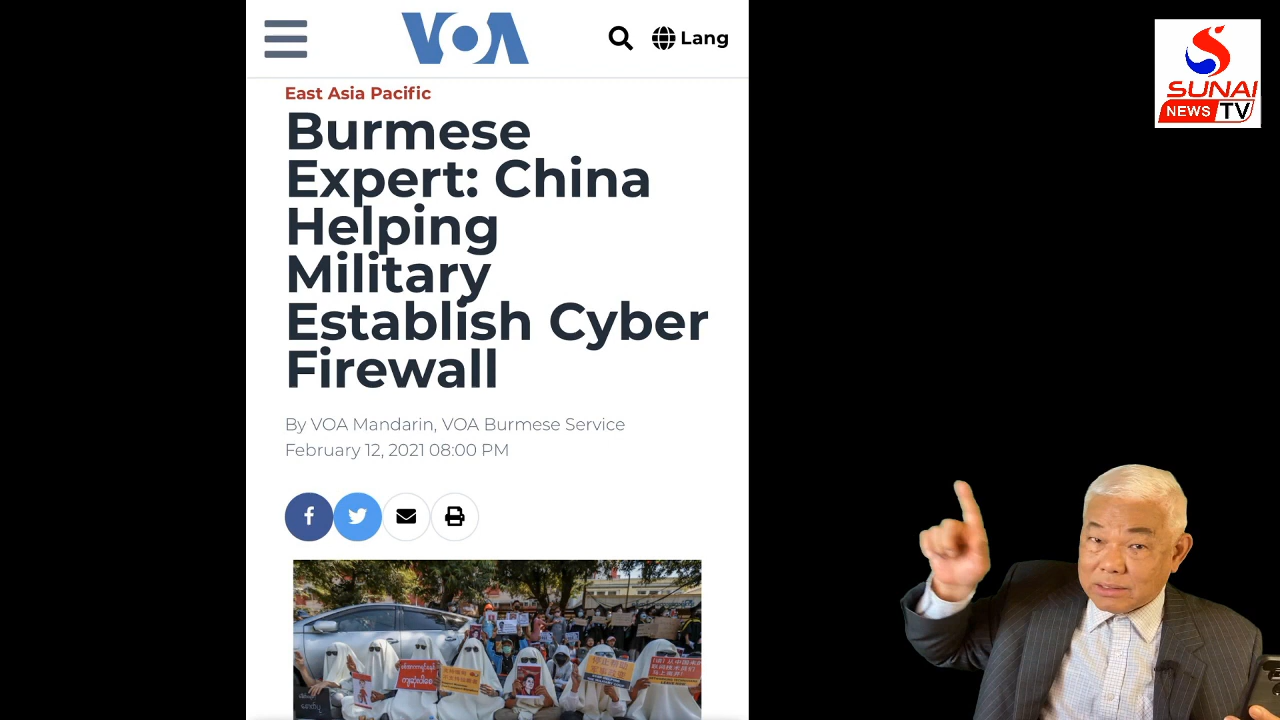 VOA
Lang
SUNAI
NEWS TV
East Asia Pacific
Burmese
Expert: China
Helping
Military
Establish Cyber
Firewall
By VOA Mandarin, VOA Burmese Service
February 12, 2021 08:00 PM